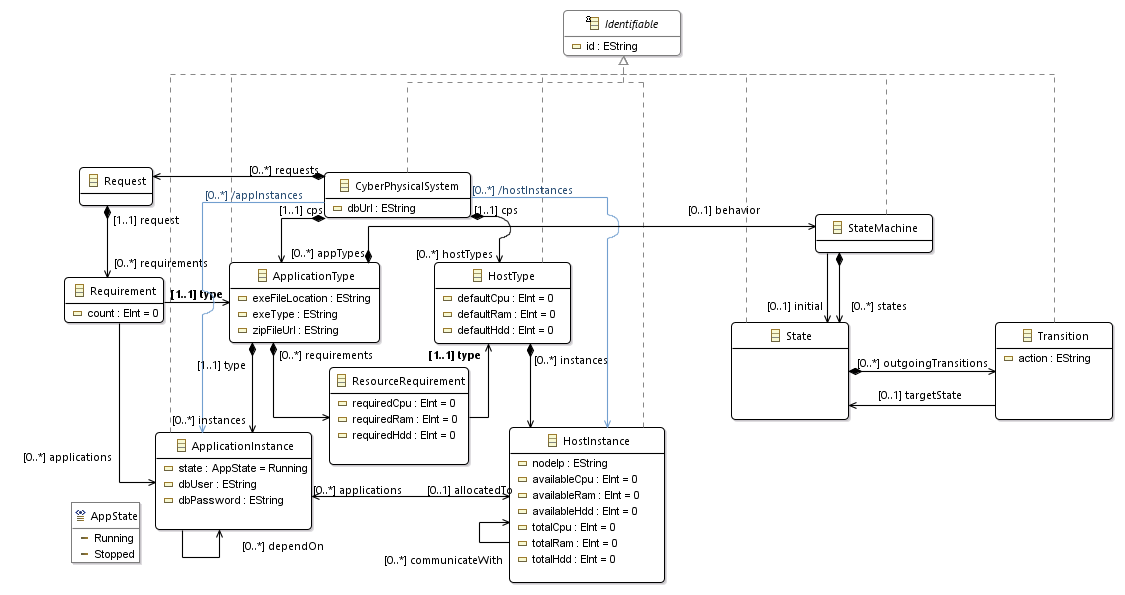 Identifiable
id : EString
Request
[0..*] requests
CyberPhysicalSystem
dbUrl : EString
[0..*] /appInstances
[0..*] /hostInstances
[1..1] cps
[1..1] cps
[0..1] behavior
StateMachine
[1..1] request
[0..*] requirements
[0..*] appTypes
[0..*] hostTypes
Requirement
count : EInt = 0
[1..1] type
ApplicationType
exeFileLocation : EString
exeType : EString
zipFileUrl : EString
HostType
defaultCpu : EInt = 0
defaultRam : EInt = 0
defaultHdd : EInt = 0
[0..1] initial
[0..*] states
State
Transition
action : EString
[0..*] outgoingTransitions
[0..1] targetState
[1..1] type
[0..*] requirements
[1..1] type
[0..*] instances
ResourceRequirement
requiredCpu : EInt = 0
requiredRam : EInt = 0
requiredHdd : EInt = 0
[0..*] instances
[0..*] applications
ApplicationInstance
state : AppState = Running
dbUser : EString
dbPassword : EString
HostInstance
nodeIp : EString
availableCpu : EInt = 0
availableRam : EInt = 0
availableHdd : EInt = 0
totalCpu : EInt = 0
totalRam : EInt = 0
totalHdd : EInt = 0
[0..*] applications
[0..1] allocatedTo
AppState
Running
Stopped
[0..*] dependOn
[0..*] communicateWith